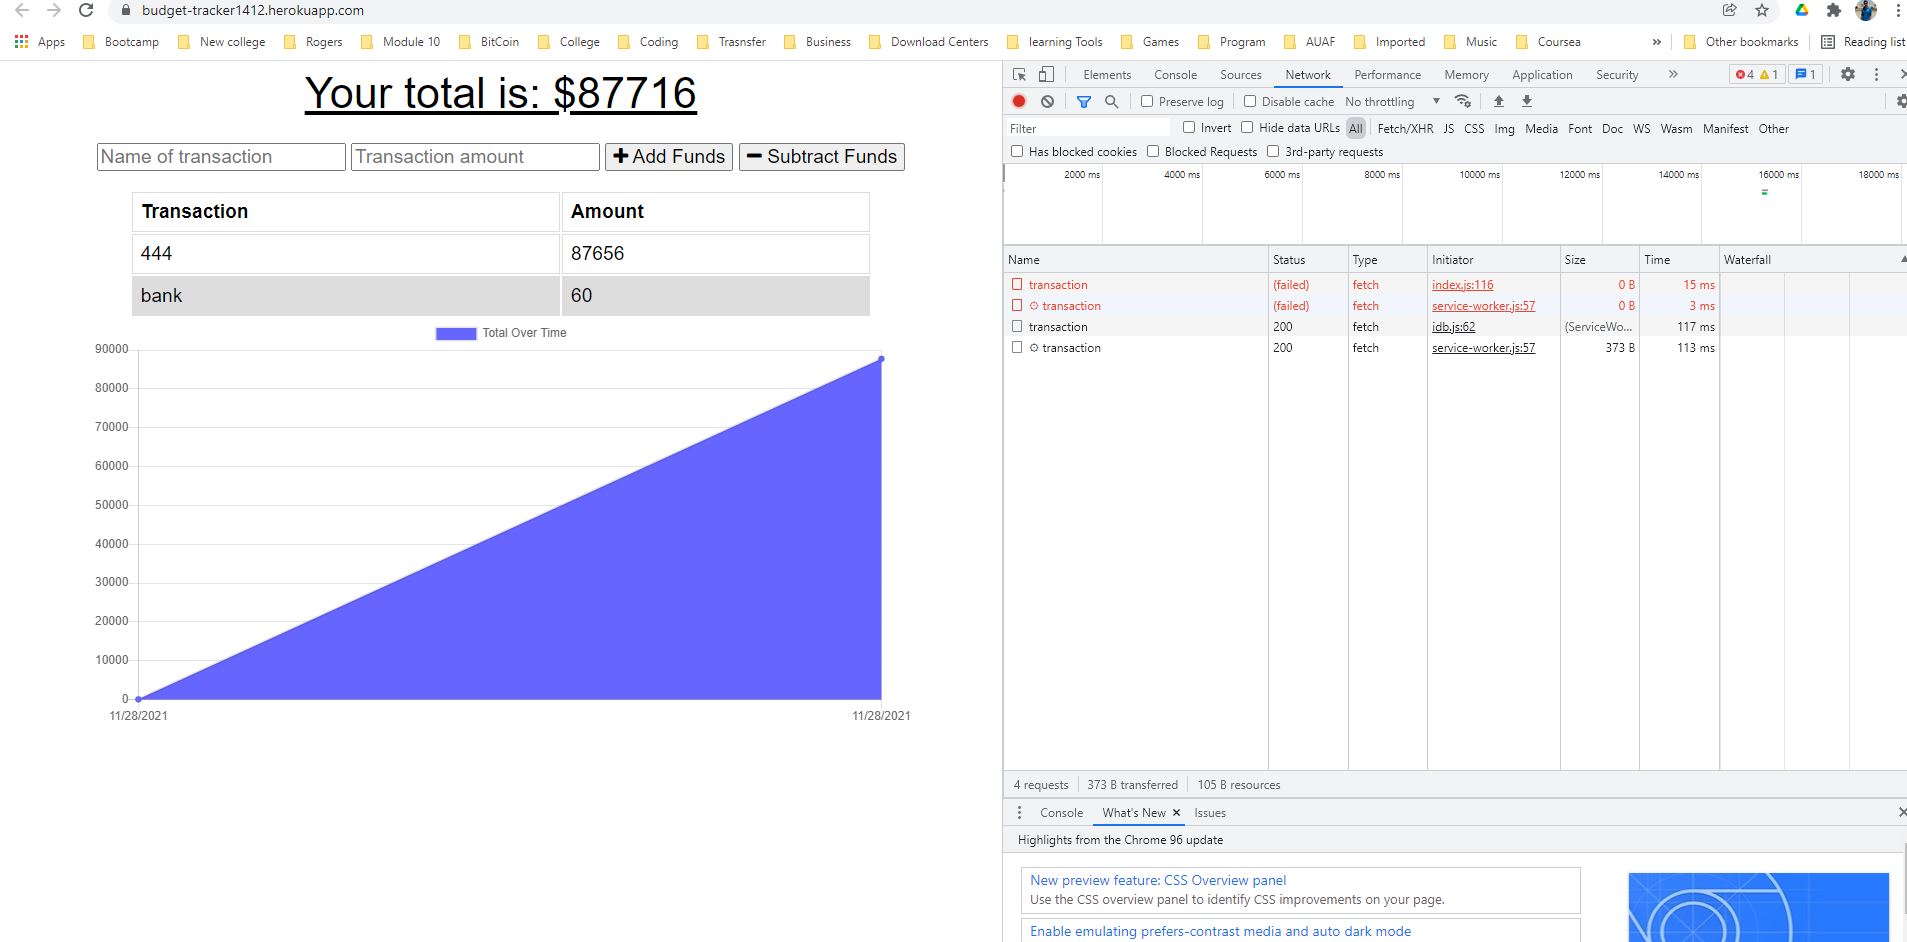 budget-tracker1412.herokuapp.com
Apps Bootcamp New college Rogers Module 10 BitCoin College Coding Trasnsfer Business Download Centers learning Tools Games Program AUAF Imported Music Coursea » Other bookmarks Reading list
Your total is: $87716
Name of transaction Transaction amount Add Funds Subtract Funds
Transaction Amount
444 87656
bank 60
Total Over Time
90000
80000
70000
60000
50000
40000
30000
20000
10000
0
11/28/2021 11/28/2021
Elements Console Sources Network Performance Memory Application Security » 4 1 1
Preserve log Disable cache No throttling
Filter Invert Hide data URLs All Fetch/XHR JS CSS Img Media Font Doc WS Wasm Manifest Other
Has blocked cookies Blocked Requests 3rd-party requests
2000 ms 4000 ms 6000 ms 8000 ms 10000 ms 12000 ms 14000 ms 16000 ms 18000 ms
Name Status Type Initiator Size Time Waterfall
transaction (failed) fetch index.js:116 0 B 15 ms
transaction (failed) fetch service-worker.js:57 0 B 3 ms
transaction 200 fetch idb.js:62 (ServiceWo... 117 ms
transaction 200 fetch service-worker.js:57 373 B 113 ms
4 requests 373 B transferred 105 B resources
Console What's New Issues
Highlights from the Chrome 96 update
New preview feature: CSS Overview panel
Use the CSS overview panel to identify CSS improvements on your page.
Enable emulating prefers-contrast media and auto dark mode